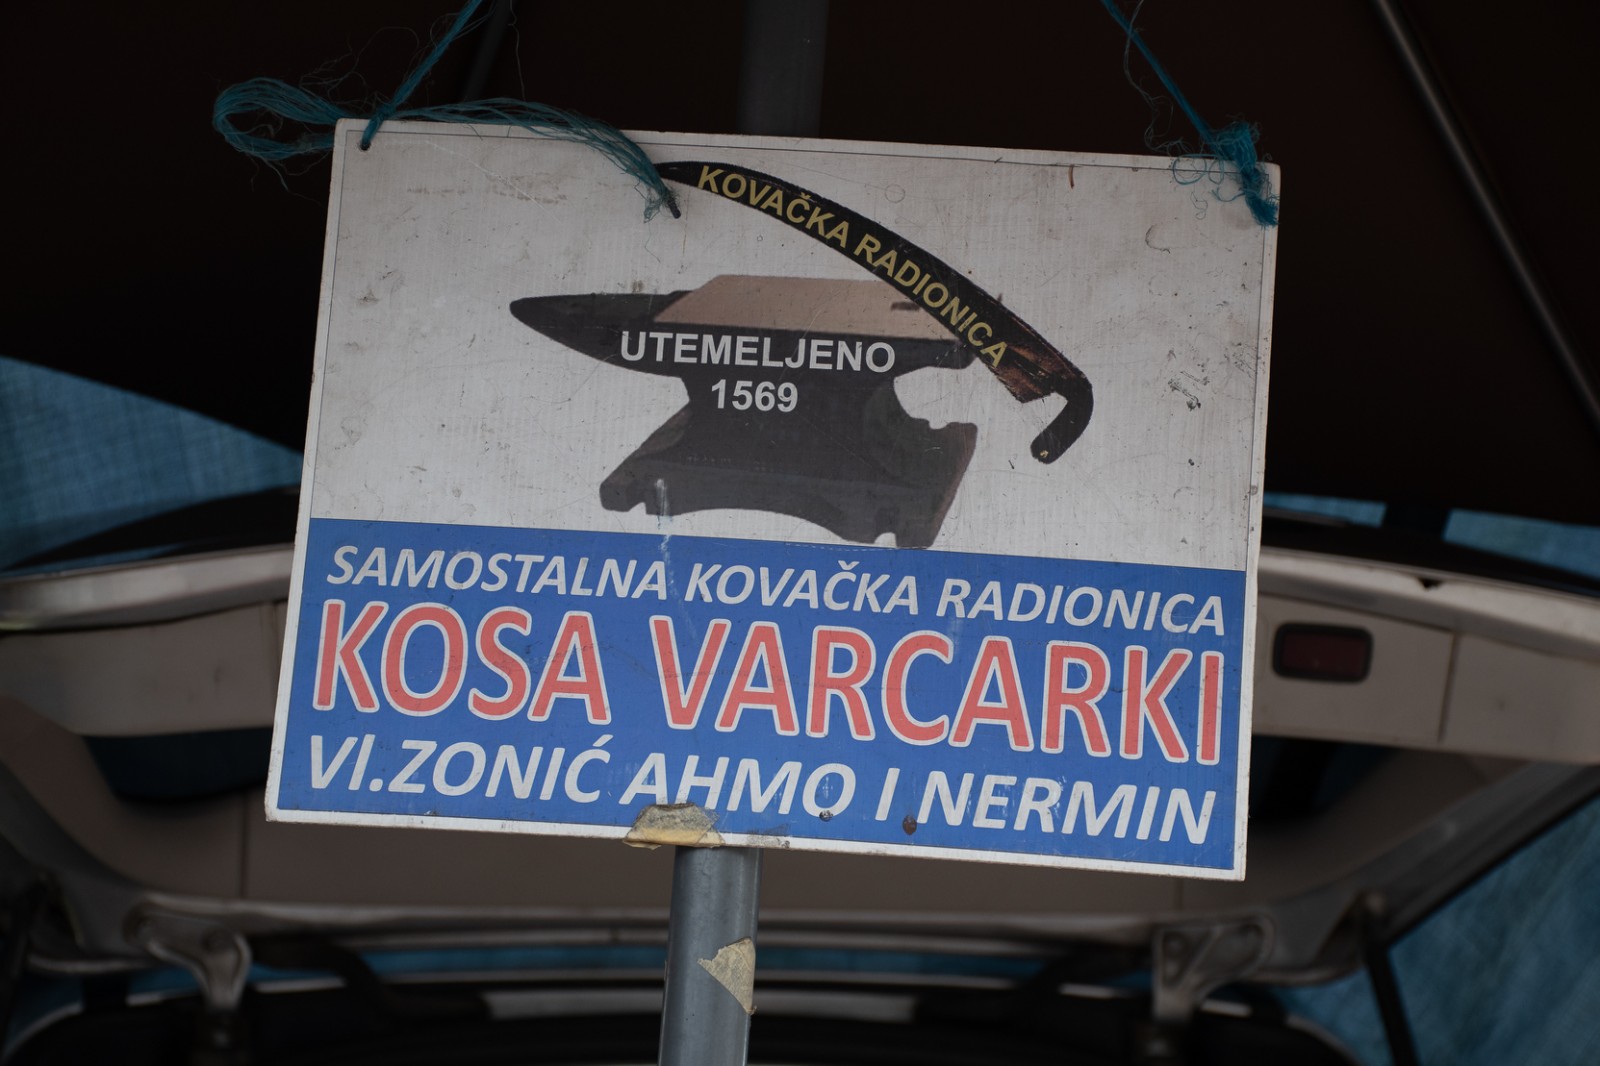 KOVAČKA RADIONICA
UTEMELJENO
1569
SAMOSTALNA KOVAČKA RADIONICA
KOSA VARCARKI
Vl.ZONIĆ AHMO I NERMIN